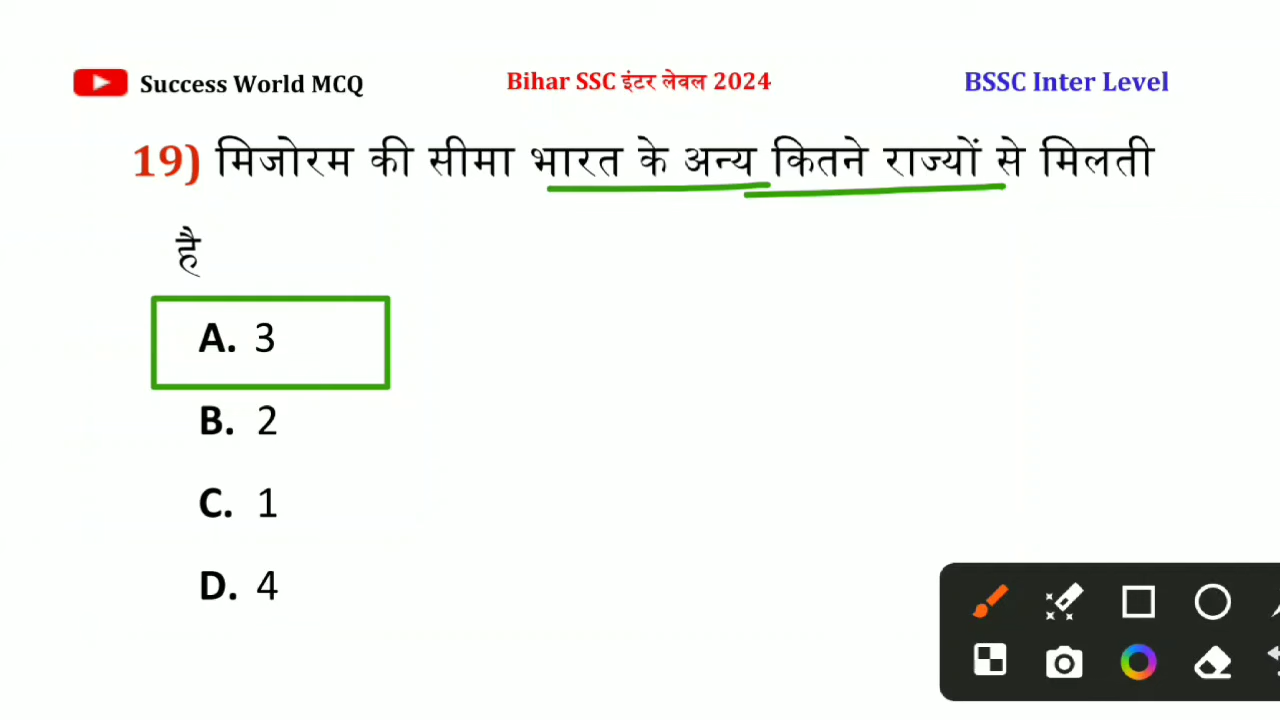 Success World MCQ
Bihar SSC इंटर लेवल 2024
BSSC Inter Level
19) मिजोरम की सीमा भारत के अन्य कितने राज्यों से मिलती
है
A. 3
B. 2
C. 1
D. 4